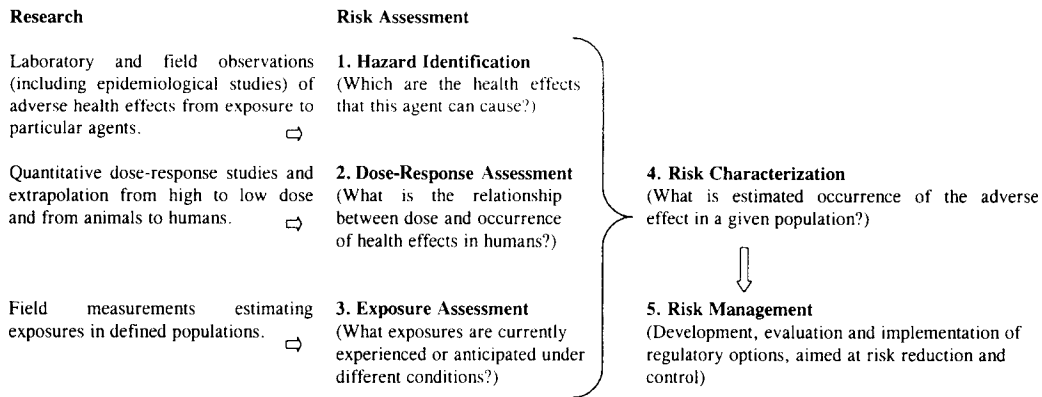 Research
Risk Assessment
Laboratory and field observations
(including epidemiological studies) of
adverse health effects from exposure to
particular agents.
1. Hazard Identification
(Which are the health effects
that this agent can cause?)
Quantitative dose-response studies and
extrapolation from high to low dose
and from animals to humans.
2. Dose-Response Assessment
(What is the relationship
between dose and occurrence
of health effects in humans?)
Field measurements estimating
exposures in defined populations.
3. Exposure Assessment
(What exposures are currently
experienced or anticipated under
different conditions?)
4. Risk Characterization
(What is estimated occurrence of the adverse
effect in a given population?)
5. Risk Management
(Development, evaluation and implementation of
regulatory options, aimed at risk reduction and
control)